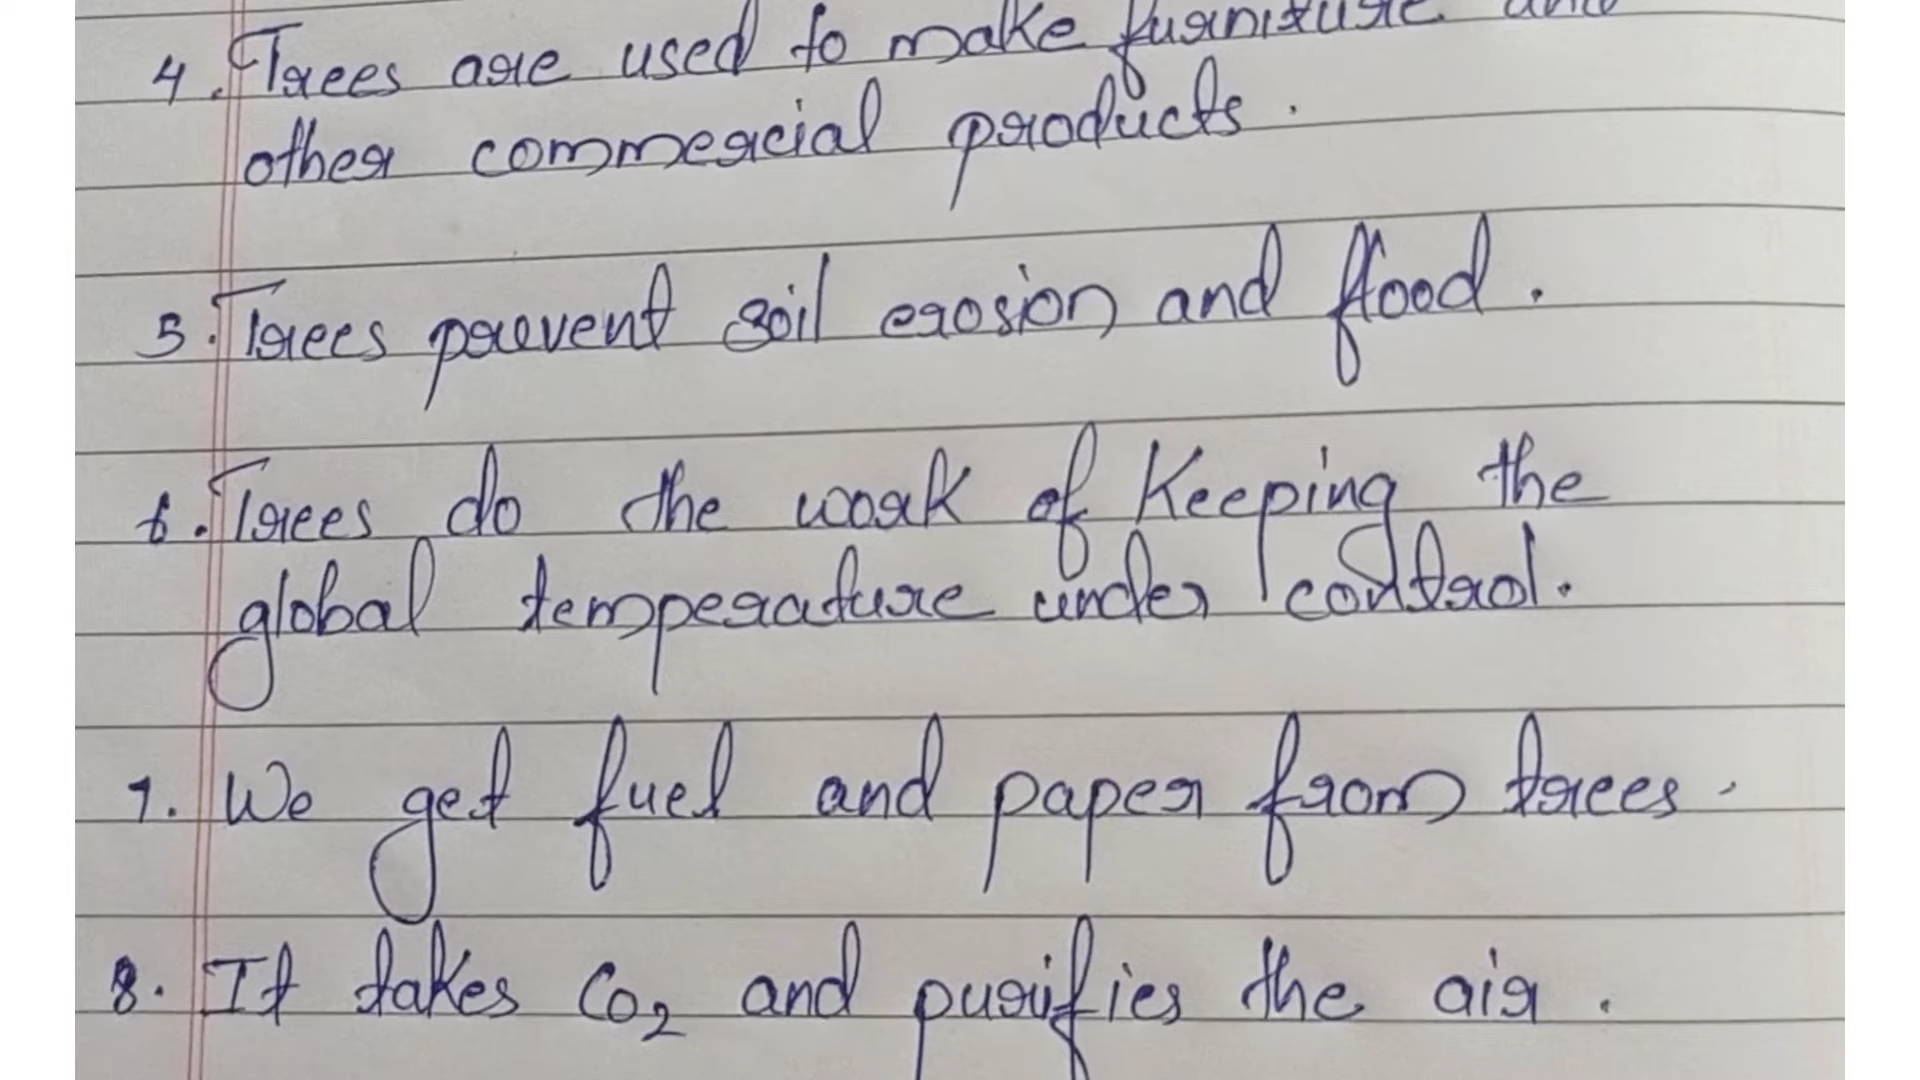 4. Trees are used to make furniture and
other commercial products.
5. Trees prevent soil erosion and flood.
6. Trees do the work of Keeping the
global temperature under control.
7. We get fuel and paper from trees.
8. It takes CO₂ and purifies the air.